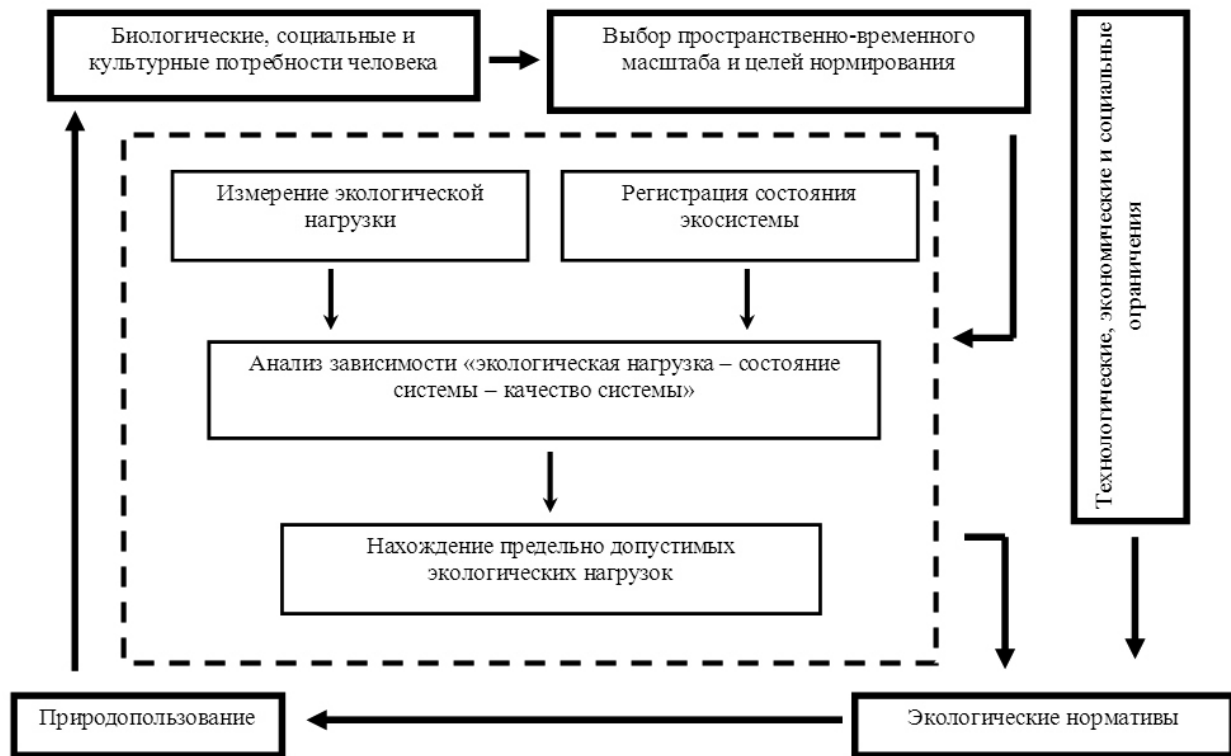 Биологические, социальные и
культурные потребности человека
Выбор пространственно-временного
масштаба и целей нормирования
Технологические, экономические и социальные
ограничения
Измерение экологической
нагрузки
Регистрация состояния
экосистемы
Анализ зависимости «экологическая нагрузка – состояние
системы – качество системы»
Нахождение предельно допустимых
экологических нагрузок
Природопользование
Экологические нормативы